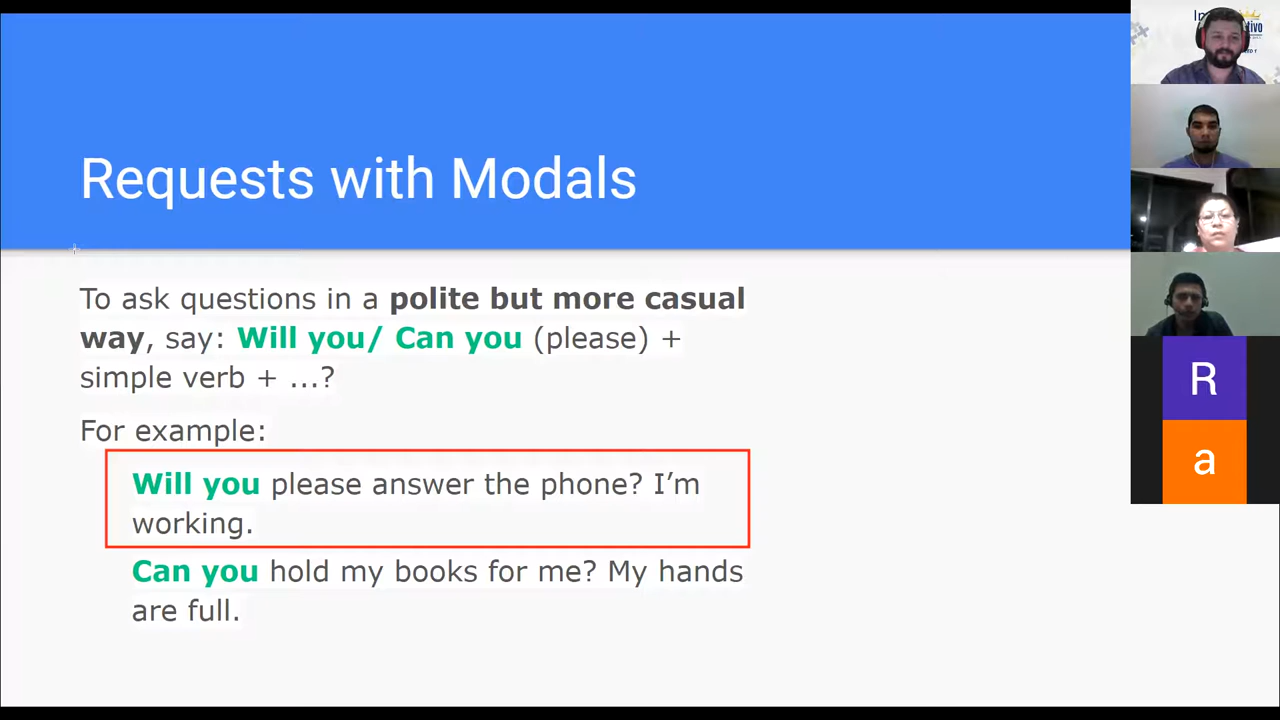 Requests with Modals
To ask questions in a polite but more casual
way, say: Will you/ Can you (please) +
simple verb + ...?
For example:
Will you please answer the phone? I’m
working.
Can you hold my books for me? My hands
are full.
R
a